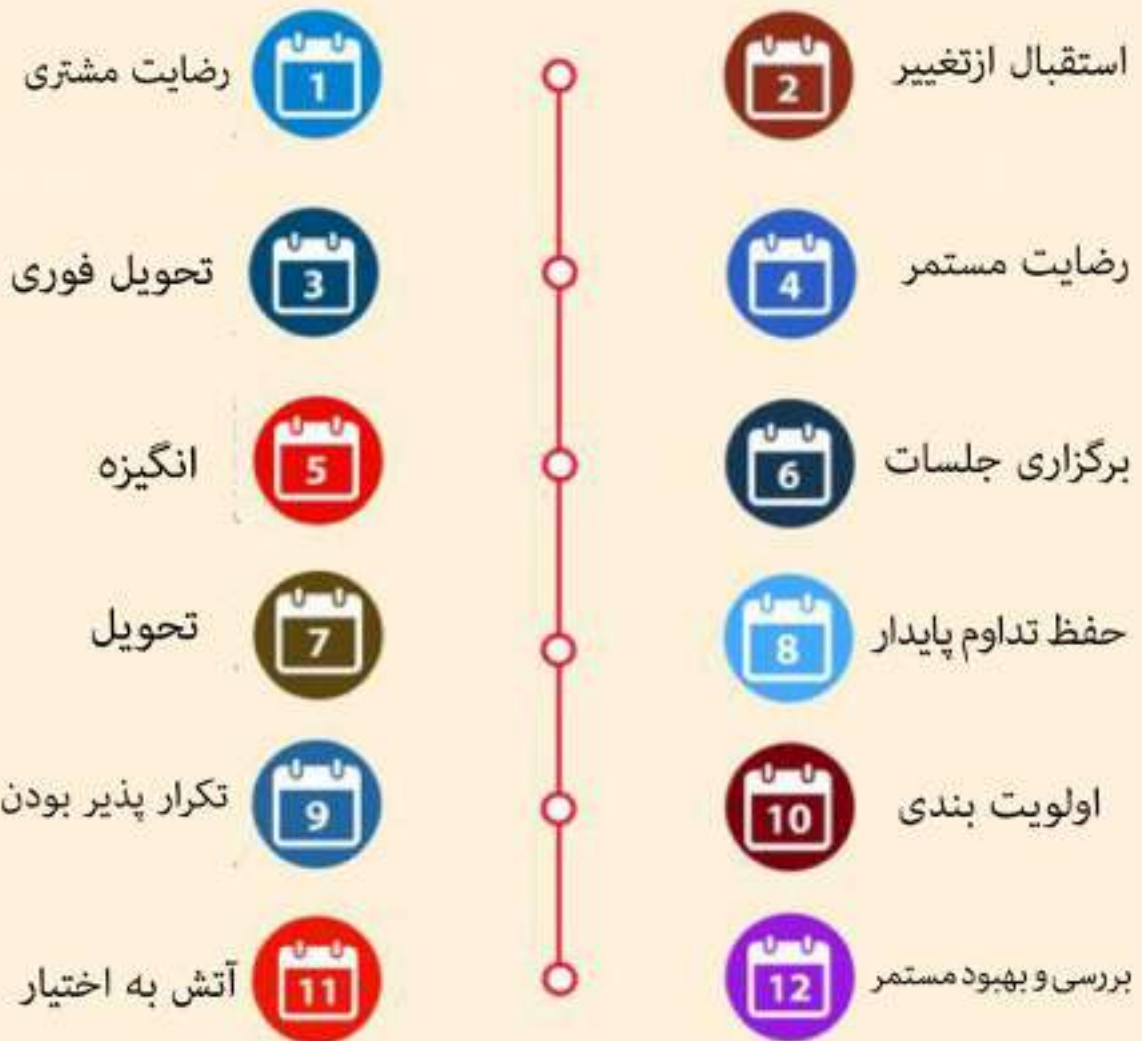 1 رضایت مشتری
2 استقبال ازتغییر
3 تحویل فوری
4 رضایت مستمر
5 انگیزه
6 برگزاری جلسات
7 تحویل
8 حفظ تداوم پایدار
9 تکرار پذیر بودن
10 اولویت بندی
11 آتش به اختیار
12 بررسی و بهبود مستمر